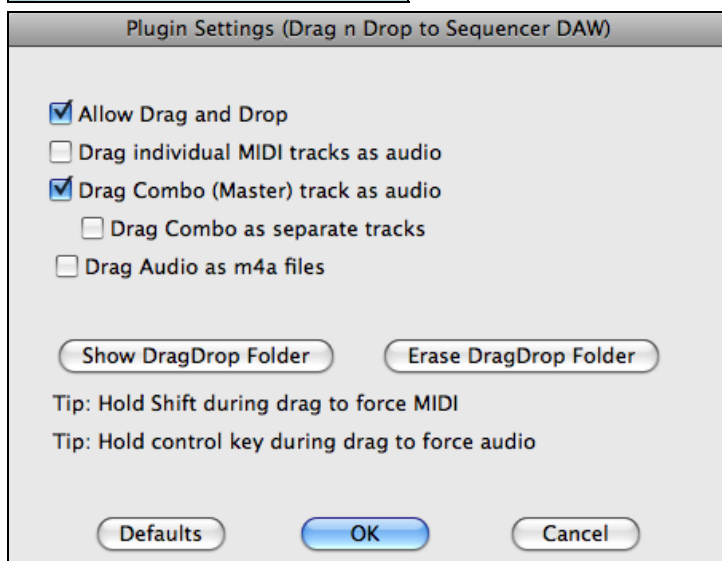 Plugin Settings (Drag n Drop to Sequencer DAW)
Allow Drag and Drop
Drag individual MIDI tracks as audio
Drag Combo (Master) track as audio
Drag Combo as separate tracks
Drag Audio as m4a files
Show DragDrop Folder Erase DragDrop Folder
Tip: Hold Shift during drag to force MIDI
Tip: Hold control key during drag to force audio
Defaults OK Cancel